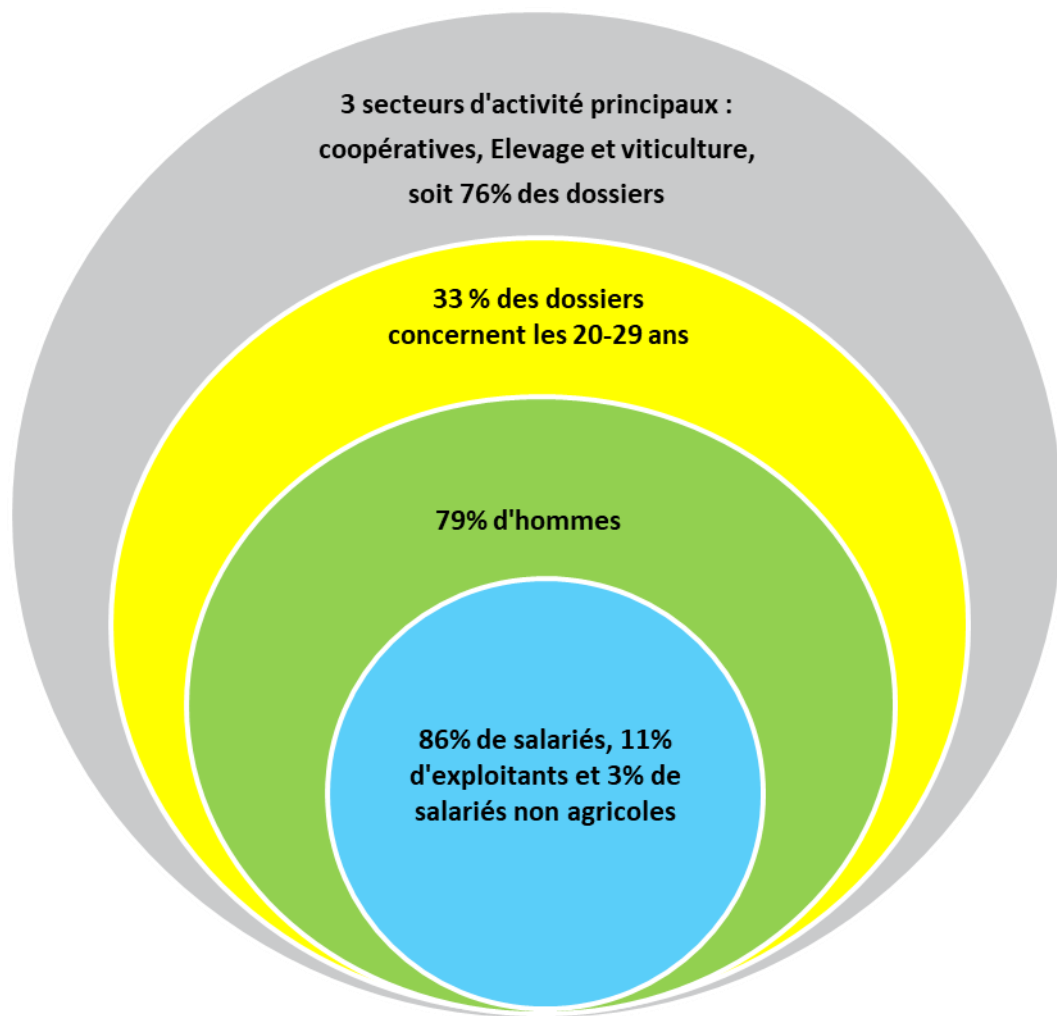 3 secteurs d'activité principaux :
coopératives, Elevage et viticulture,
soit 76% des dossiers
33 % des dossiers
concernent les 20-29 ans
79% d'hommes
86% de salariés, 11%
d'exploitants et 3% de
salariés non agricoles